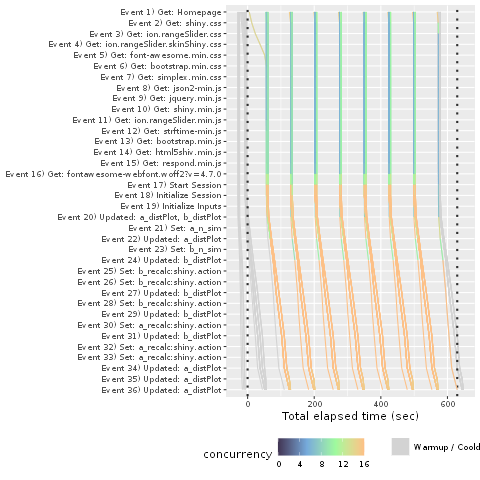 Event 1) Get: Homepage
Event 2) Get: shiny.css
Event 3) Get: ion.rangeSlider.css
Event 4) Get: ion.rangeSlider.skinShiny.css
Event 5) Get: font-awesome.min.css
Event 6) Get: bootstrap.min.css
Event 7) Get: simplex.min.css
Event 8) Get: json2-min.js
Event 9) Get: jquery.min.js
Event 10) Get: shiny.min.js
Event 11) Get: ion.rangeSlider.min.js
Event 12) Get: strftime-min.js
Event 13) Get: bootstrap.min.js
Event 14) Get: html5shiv.min.js
Event 15) Get: respond.min.js
Event 16) Get: fontawesome-webfont.woff2?v=4.7.0
Event 17) Start Session
Event 18) Initialize Session
Event 19) Initialize Inputs
Event 20) Updated: a_distPlot, b_distPlot
Event 21) Set: a_n_sim
Event 22) Updated: a_distPlot
Event 23) Set: b_n_sim
Event 24) Updated: b_distPlot
Event 25) Set: b_recalc:shiny.action
Event 26) Set: b_recalc:shiny.action
Event 27) Updated: b_distPlot
Event 28) Set: b_recalc:shiny.action
Event 29) Updated: b_distPlot
Event 30) Set: a_recalc:shiny.action
Event 31) Updated: b_distPlot
Event 32) Set: a_recalc:shiny.action
Event 33) Set: a_recalc:shiny.action
Event 34) Updated: a_distPlot
Event 35) Updated: a_distPlot
Event 36) Updated: a_distPlot
0 200 400 600
Total elapsed time (sec)
concurrency
0 4 8 12 16
Warmup / Coold